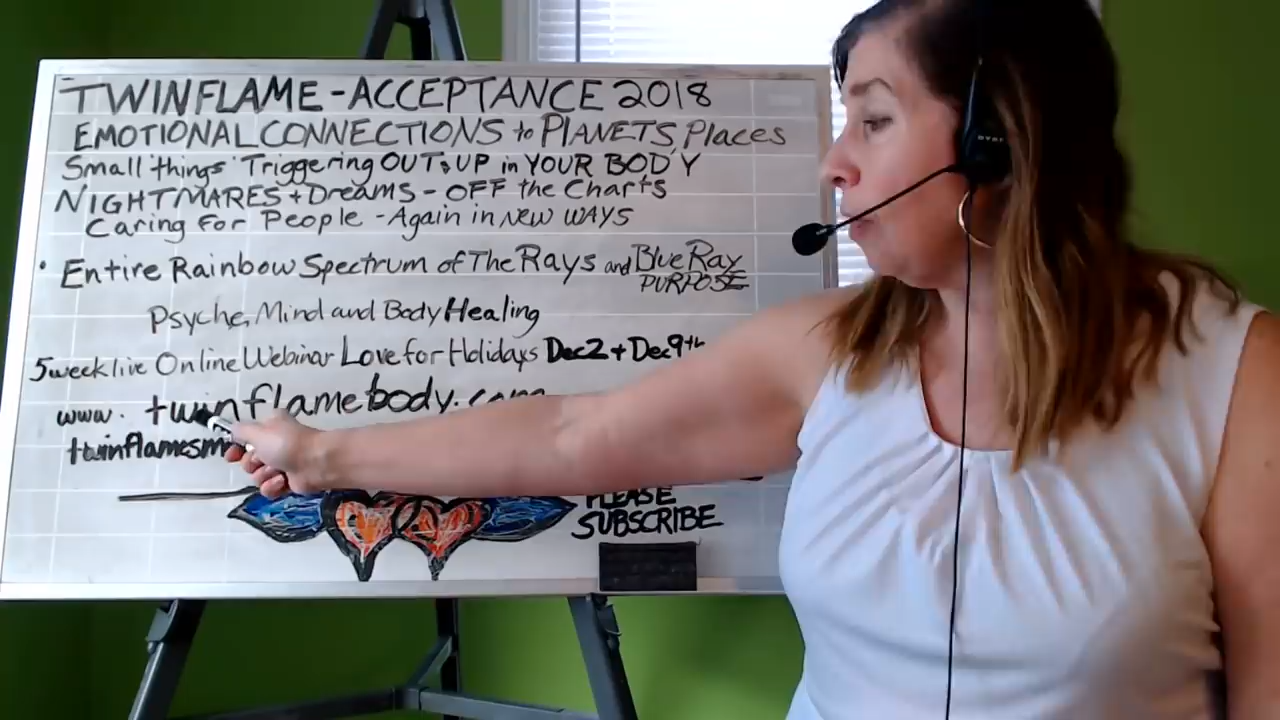 TWINFLAME-ACCEPTANCE 2018
EMOTIONAL CONNECTIONS to PLANETS, Places
Small things Triggering OUT & UP in YOUR BODY
NIGHTMARES + Dreams - OFF the Charts
Caring For People - Again in NEW WAYS
• Entire Rainbow Spectrum of The Rays and Blue Ray
PURPOSE
Psyche, Mind and Body Healing
5 week live Online Webinar Love for Holidays Dec 2 + Dec 9th
www. twinflamebody.com
twinflamesm
PLEASE
SUBSCRIBE